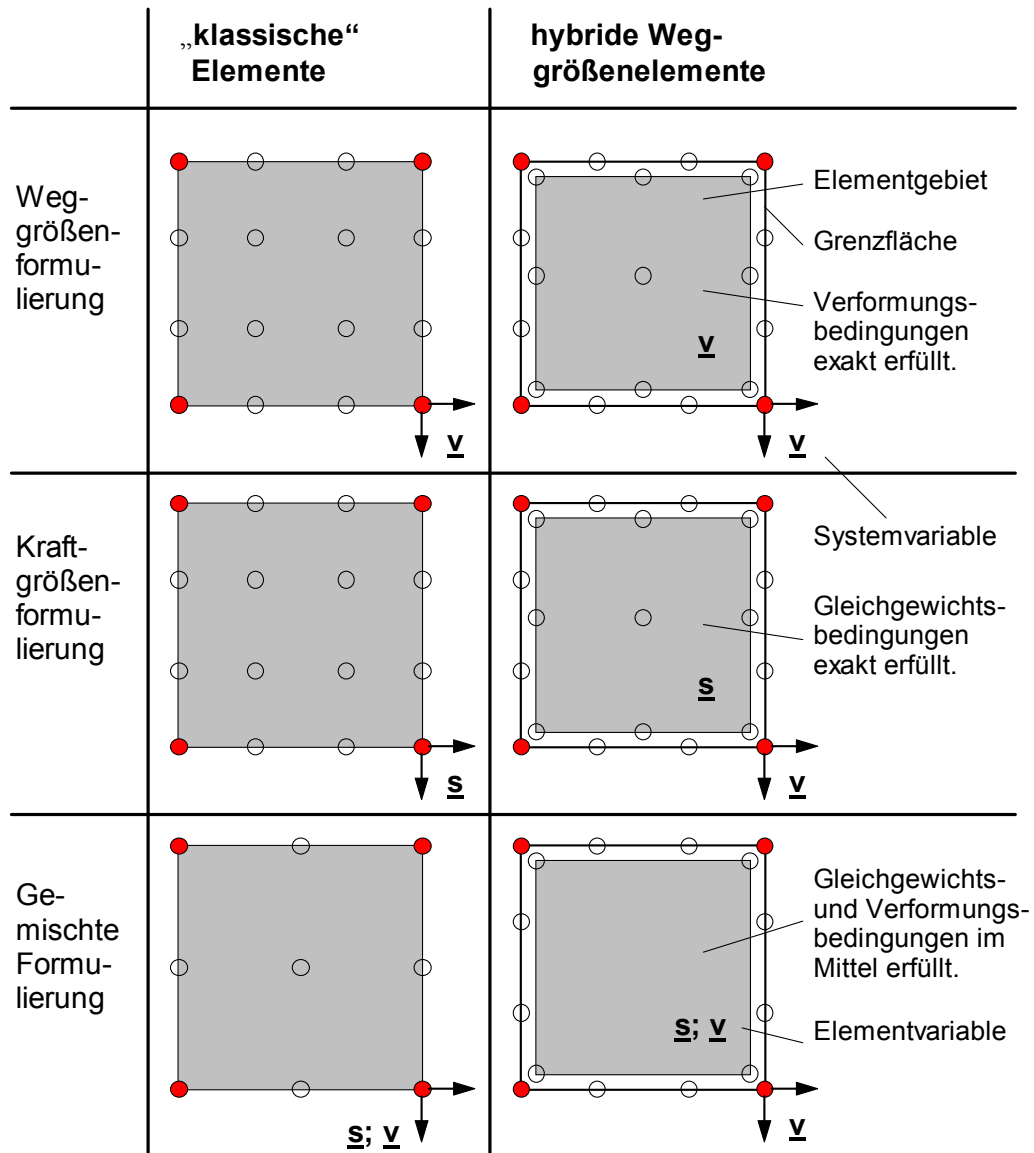 „klassische“
Elemente
hybride Weg-
größenelemente
Weg-
größen-
formu-
lierung
v
v
v
Elementgebiet
Grenzfläche
Verformungs-
bedingungen
exakt erfüllt.
Kraft-
größen-
formu-
lierung
s
s
v
Systemvariable
Gleichgewichts-
bedingungen
exakt erfüllt.
Ge-
mischte
Formu-
lierung
s; v
s; v
v
Gleichgewichts-
und Verformungs-
bedingungen im
Mittel erfüllt.
Elementvariable